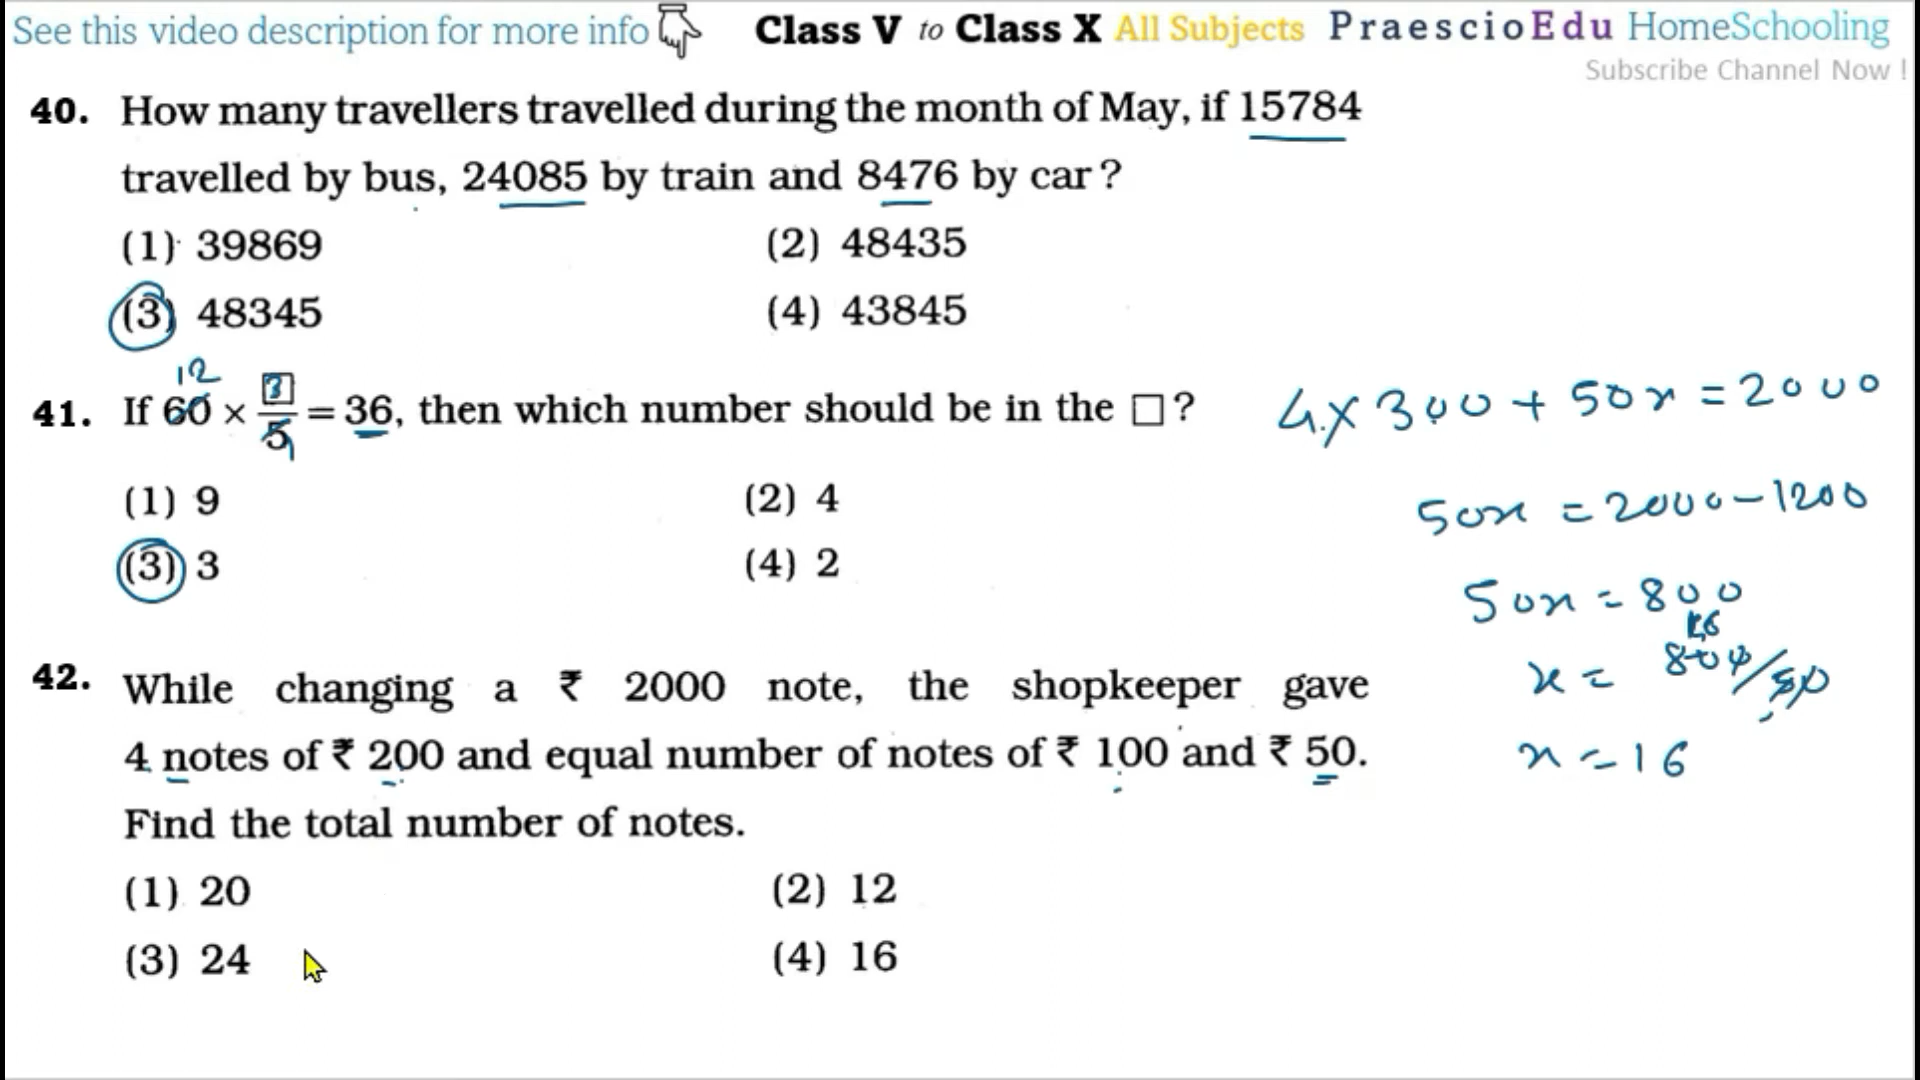 See this video description for more info Class V to Class X All Subjects PraescioEdu HomeSchooling
Subscribe Channel Now !
40. How many travellers travelled during the month of May, if 15784
travelled by bus, 24085 by train and 8476 by car?
(1) 39869 (2) 48435
(3) 48345 (4) 43845
12
41. If 60 × 3/5 = 36, then which number should be in the □?
1
(1) 9 (2) 4
(3) 3 (4) 2
4 × 300 + 50x = 2000
50x = 2000 - 1200
50x = 800
16
x = 800/50
x = 16
42. While changing a ₹ 2000 note, the shopkeeper gave
4 notes of ₹ 200 and equal number of notes of ₹ 100 and ₹ 50.
Find the total number of notes.
(1) 20 (2) 12
(3) 24 (4) 16